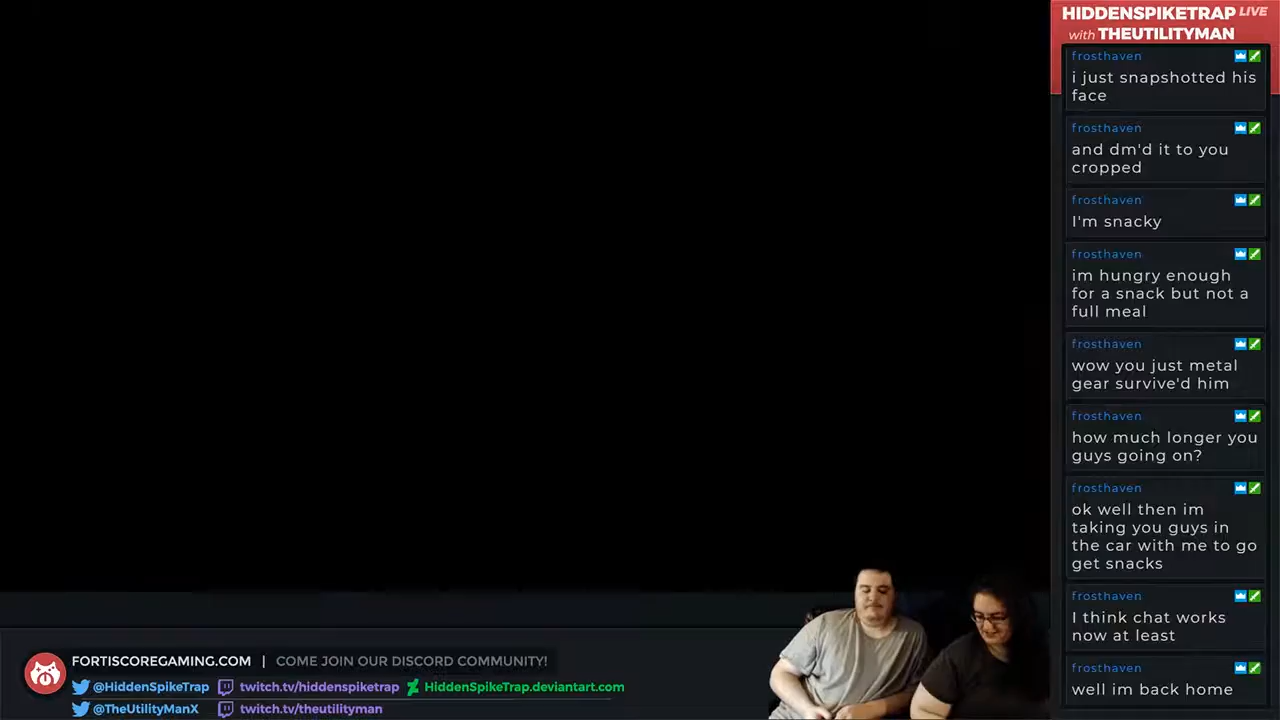 HIDDENSPIKETRAP LIVE
with THEUTILITYMAN
frosthaven
i just snapshotted his
face
frosthaven
and dm'd it to you
cropped
frosthaven
I'm snacky
frosthaven
im hungry enough
for a snack but not a
full meal
frosthaven
wow you just metal
gear survive'd him
frosthaven
how much longer you
guys going on?
frosthaven
ok well then im
taking you guys in
the car with me to go
get snacks
frosthaven
I think chat works
now at least
frosthaven
well im back home
FORTISCOREGAMING.COM | COME JOIN OUR DISCORD COMMUNITY!
@HiddenSpikeTrap twitch.tv/hiddenspiketrap HiddenSpikeTrap.deviantart.com
@TheUtilityManX twitch.tv/theutilityman